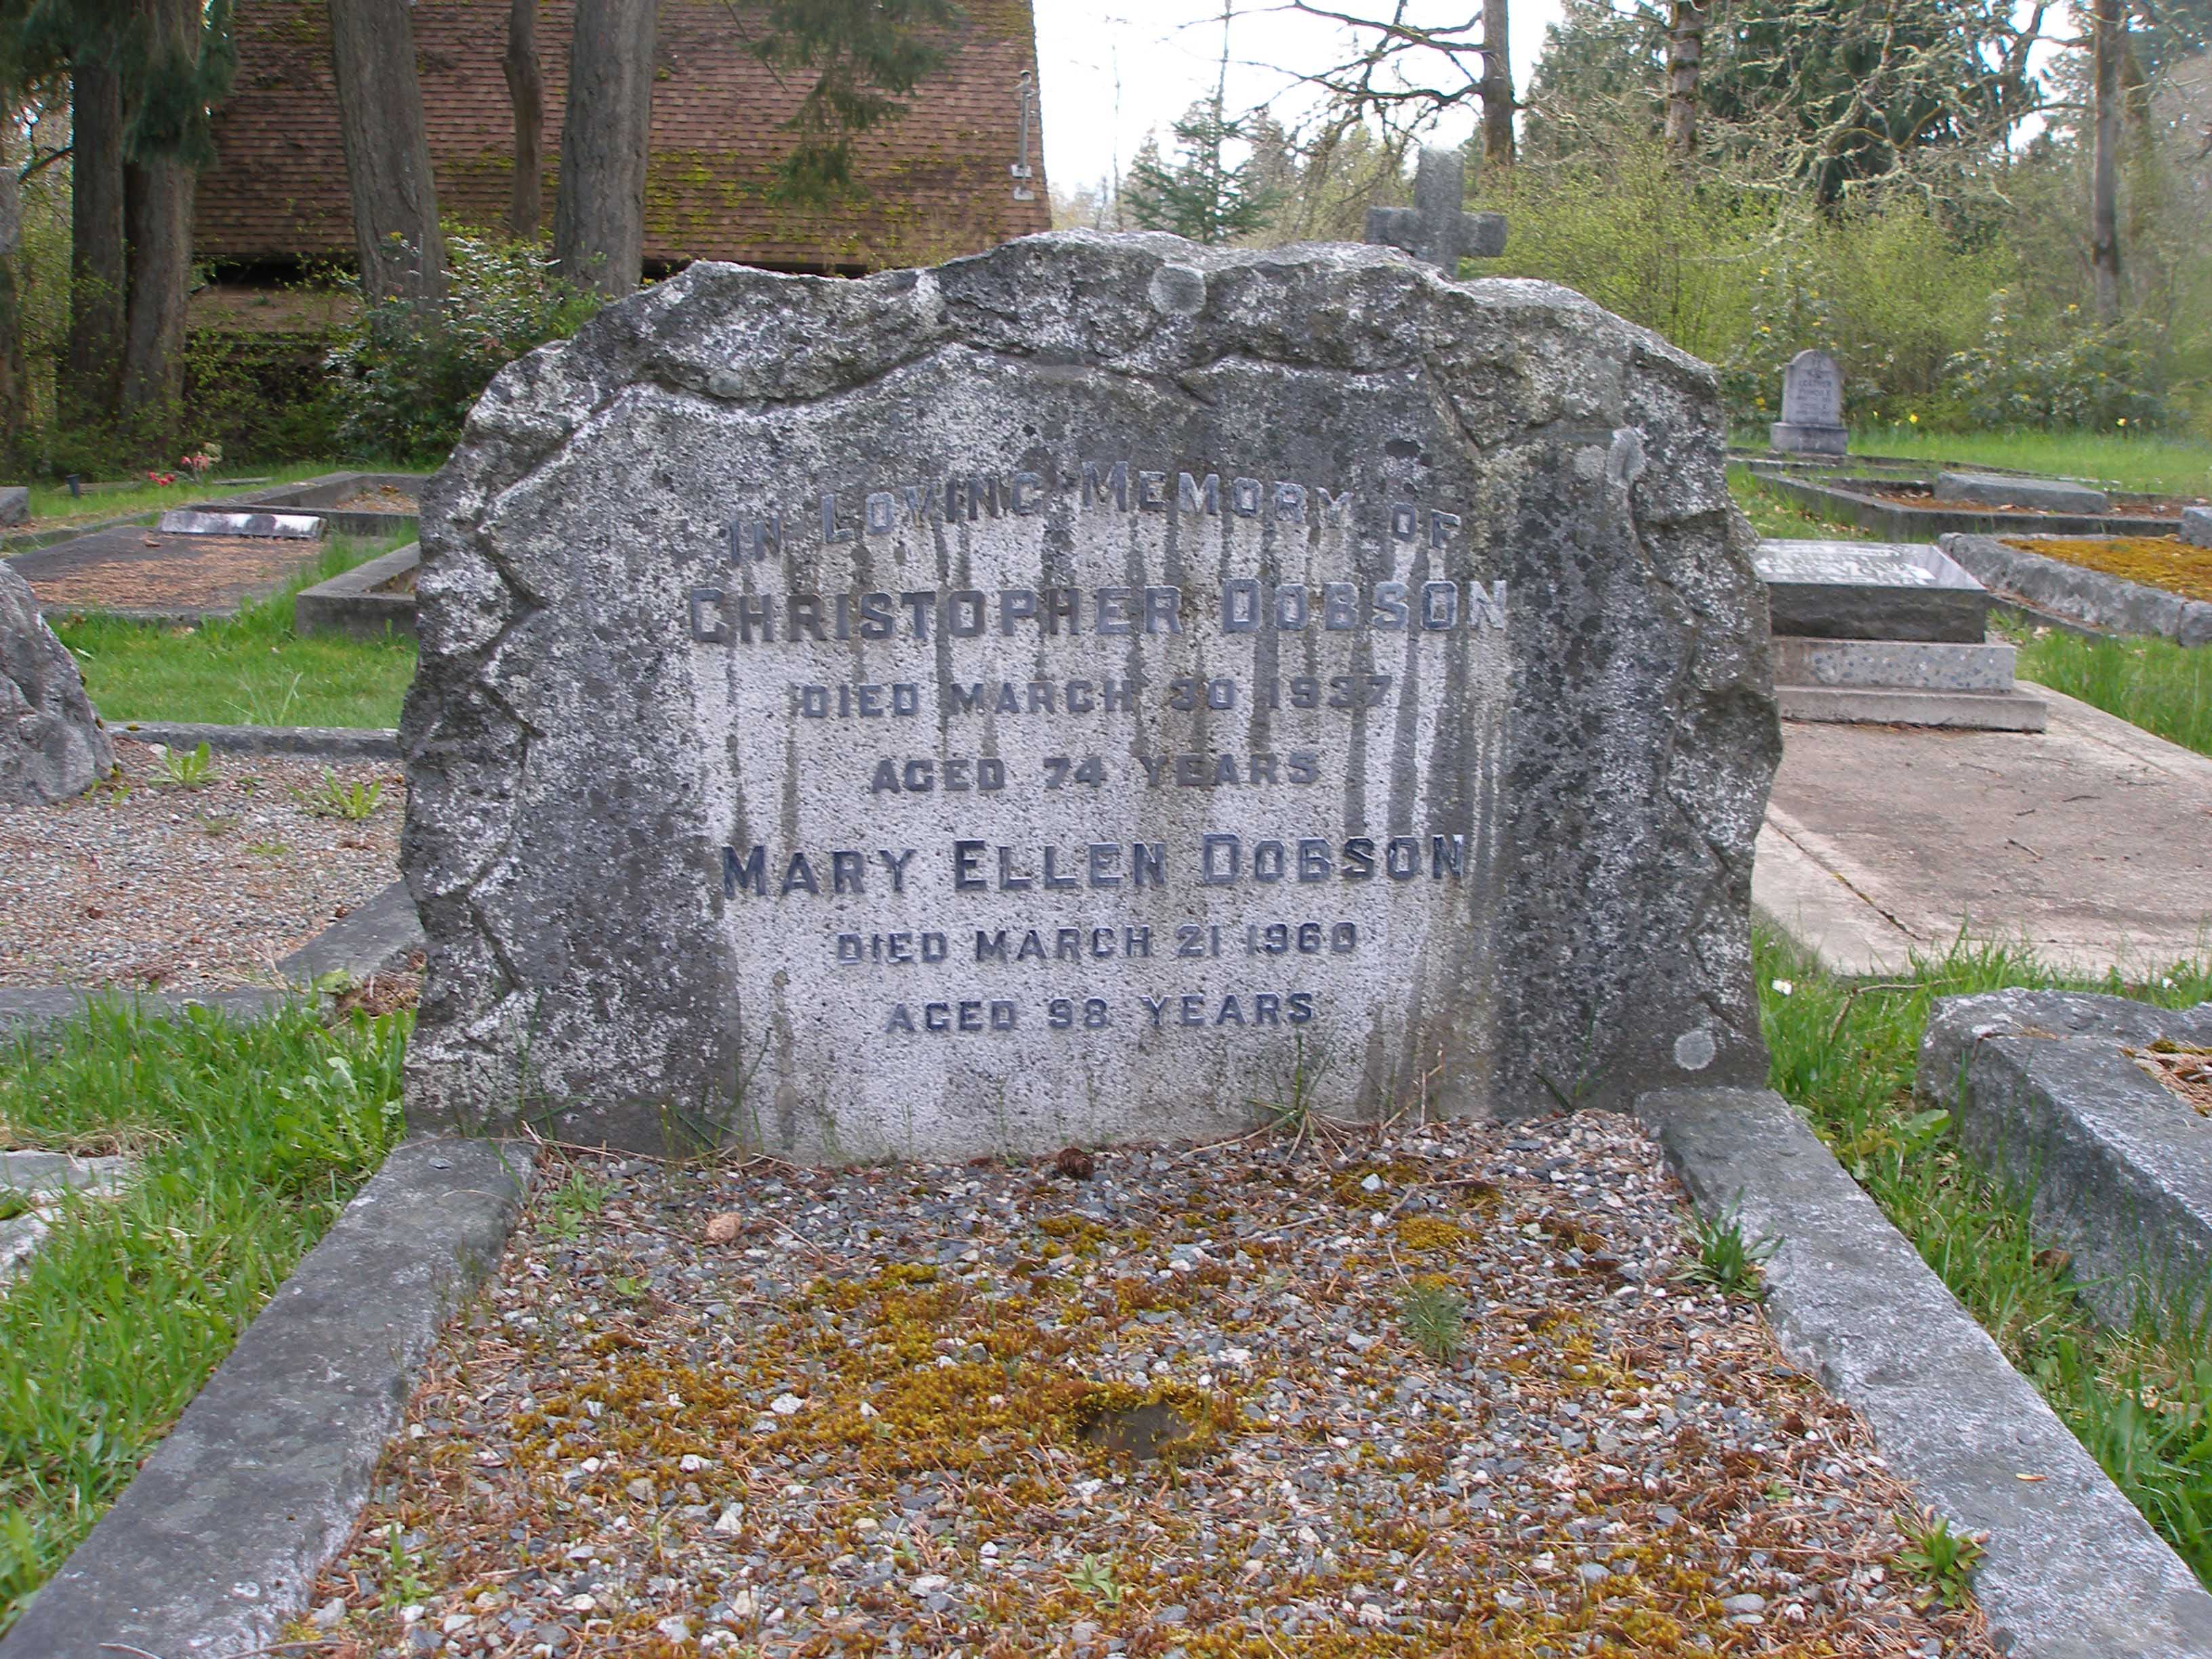 IN LOVING MEMORY OF
CHRISTOPHER DOBSON
DIED MARCH 30 1937
AGED 74 YEARS
MARY ELLEN DOBSON
DIED MARCH 21 1960
AGED 98 YEARS